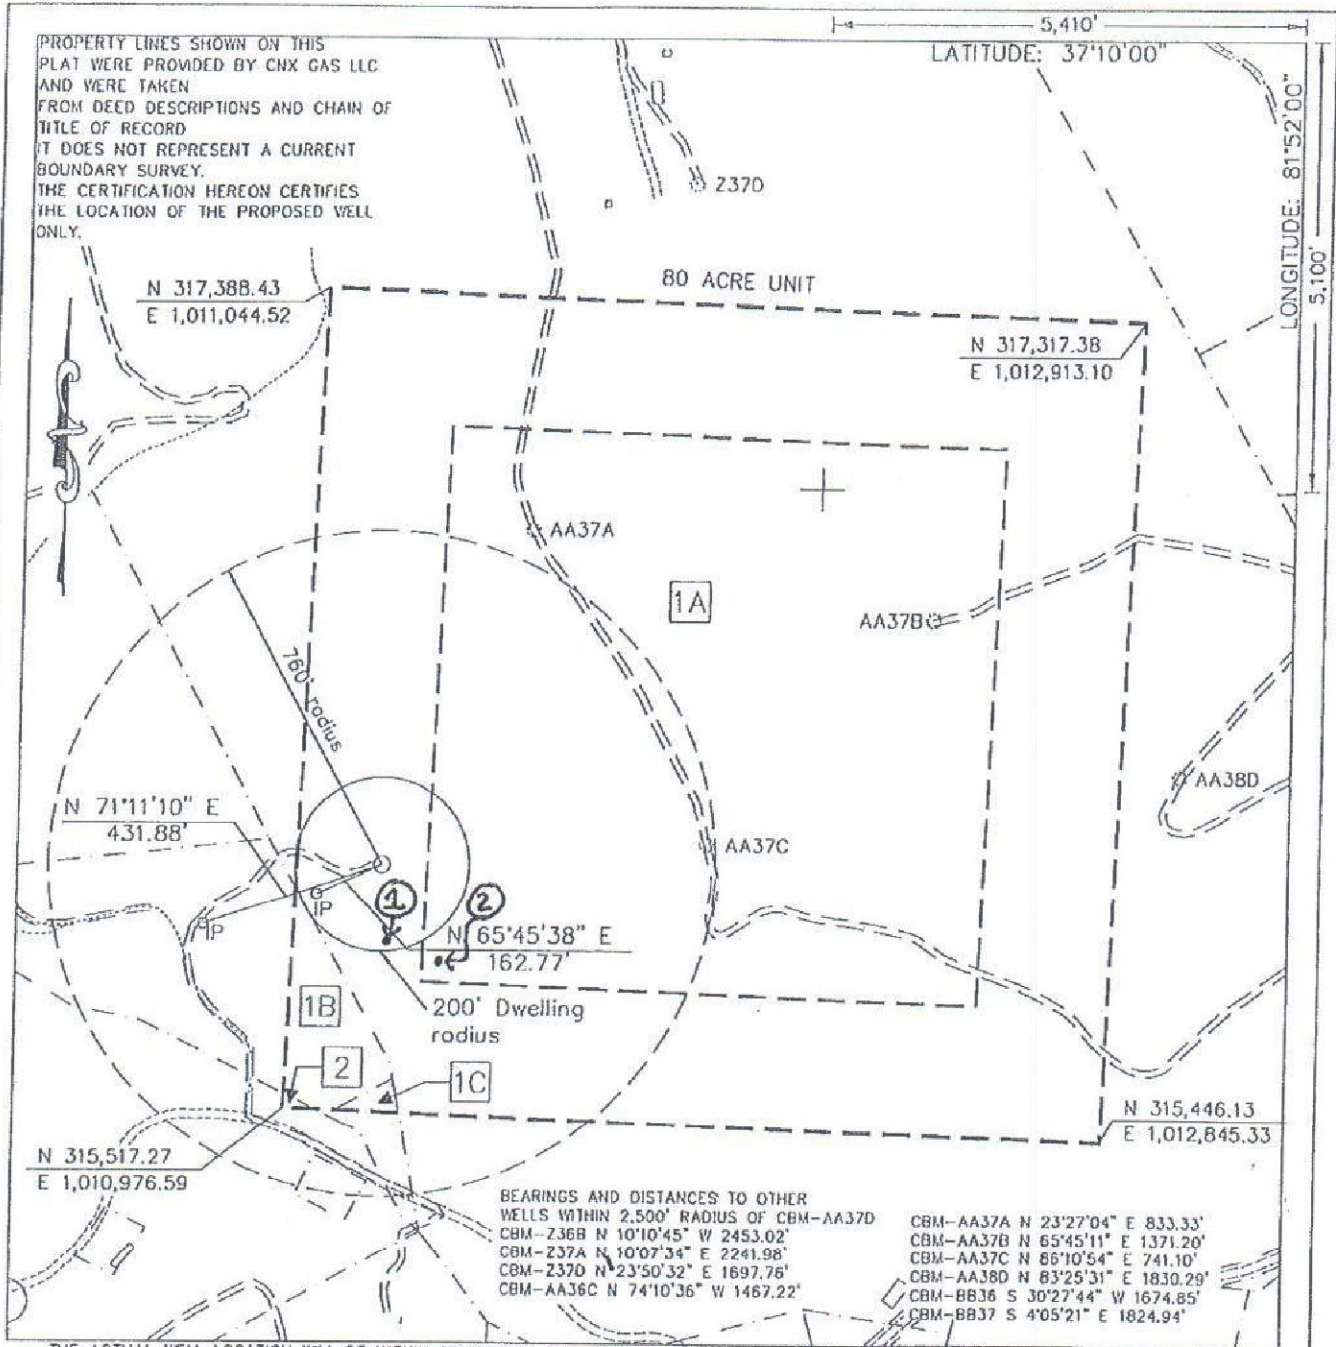 5,410'
PROPERTY LINES SHOWN ON THIS
PLAT WERE PROVIDED BY CNX GAS LLC
AND WERE TAKEN
FROM DEED DESCRIPTIONS AND CHAIN OF
TITLE OF RECORD
IT DOES NOT REPRESENT A CURRENT
BOUNDARY SURVEY.
THE CERTIFICATION HEREON CERTIFIES
THE LOCATION OF THE PROPOSED WELL
ONLY.
LATITUDE: 37°10'00"
LONGITUDE: 81°52'00"
5,100'
Z37D
80 ACRE UNIT
N 317,388.43
E 1,011,044.52
N 317,317.38
E 1,012,913.10
AA37A
1A
AA37B
760' radius
AA38D
N 71°11'10" E
431.88'
AA37C
IP
IP
1
2
N 65°45'38" E
162.77'
200' Dwelling
radius
1B
2
1C
N 315,446.13
E 1,012,845.33
N 315,517.27
E 1,010,976.59
BEARINGS AND DISTANCES TO OTHER
WELLS WITHIN 2,500' RADIUS OF CBM-AA37D
CBM-Z36B N 10°10'45" W 2453.02'
CBM-Z37A N 10°07'34" E 2241.98'
CBM-Z37D N 23°50'32" E 1697.76'
CBM-AA36C N 74°10'36" W 1467.22'
CBM-AA37A N 23°27'04" E 833.33'
CBM-AA37B N 65°45'11" E 1371.20'
CBM-AA37C N 86°10'54" E 741.10'
CBM-AA38D N 83°25'31" E 1830.29'
CBM-BB36 S 30°27'44" W 1674.85'
CBM-BB37 S 4°05'21" E 1824.94'